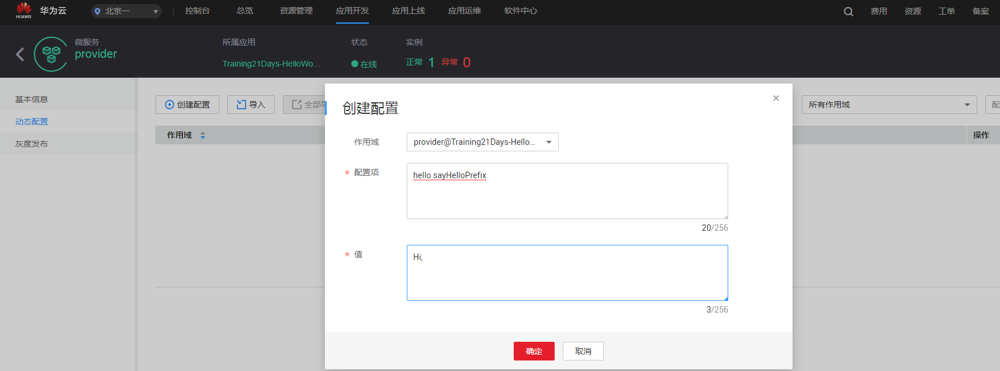 HUAWEI 华为云 北京一 控制台 总览 资源管理 应用开发 应用上线 应用运维 软件中心 费用 资源 工单 备案
微服务 所属应用 状态 实例
provider Training21Days-HelloWo... 在线 正常 1 异常 0
基本信息
动态配置
灰度发布
创建配置 导入 全部导 所有作用域 配
作用域 操作
创建配置 ×
作用域 provider@Training21Days-Hello...
* 配置项 hello.sayHelloPrefix
20/256
* 值 Hi,
3/256
确定 取消